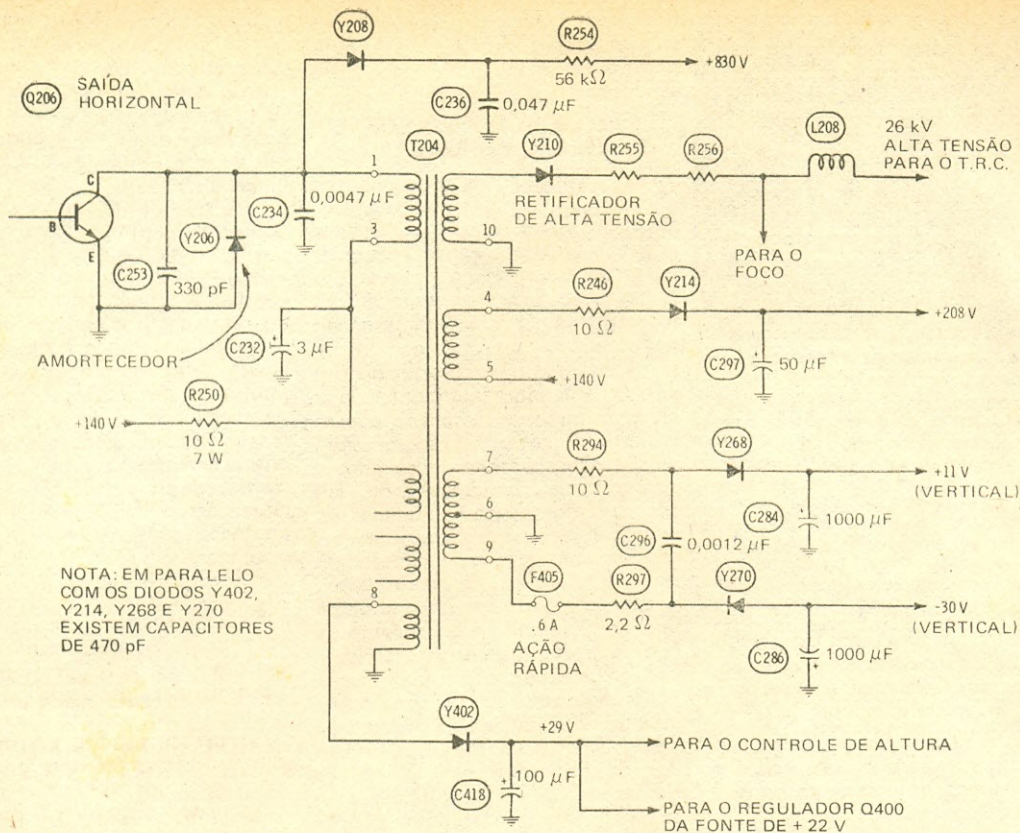 Y208
R254
+830 V
56 kΩ
Q206
SAÍDA
HORIZONTAL
C236
0,047 µF
L208
26 kV
ALTA TENSÃO
PARA O T.R.C.
1
T204
Y210
R255
R256
C
B
E
C234
0,0047 µF
RETIFICADOR
DE ALTA TENSÃO
Y206
3
10
C253
330 pF
PARA O
FOCO
AMORTECEDOR
C232
+
3 µF
4
R246
10 Ω
Y214
+208 V
5
+140 V
C297
+
50 µF
+140 V
R250
10 Ω
7 W
7
R294
10 Ω
Y268
+11 V
(VERTICAL)
6
C284
+
1000 µF
C296
0,0012 µF
9
F405
.6 A
AÇÃO
RÁPIDA
R297
2,2 Ω
Y270
-30 V
(VERTICAL)
C286
+
1000 µF
NOTA: EM PARALELO
COM OS DIODOS Y402,
Y214, Y268 E Y270
EXISTEM CAPACITORES
DE 470 pF
8
Y402
+29 V
PARA O CONTROLE DE ALTURA
+
100 µF
C418
PARA O REGULADOR Q400
DA FONTE DE + 22 V